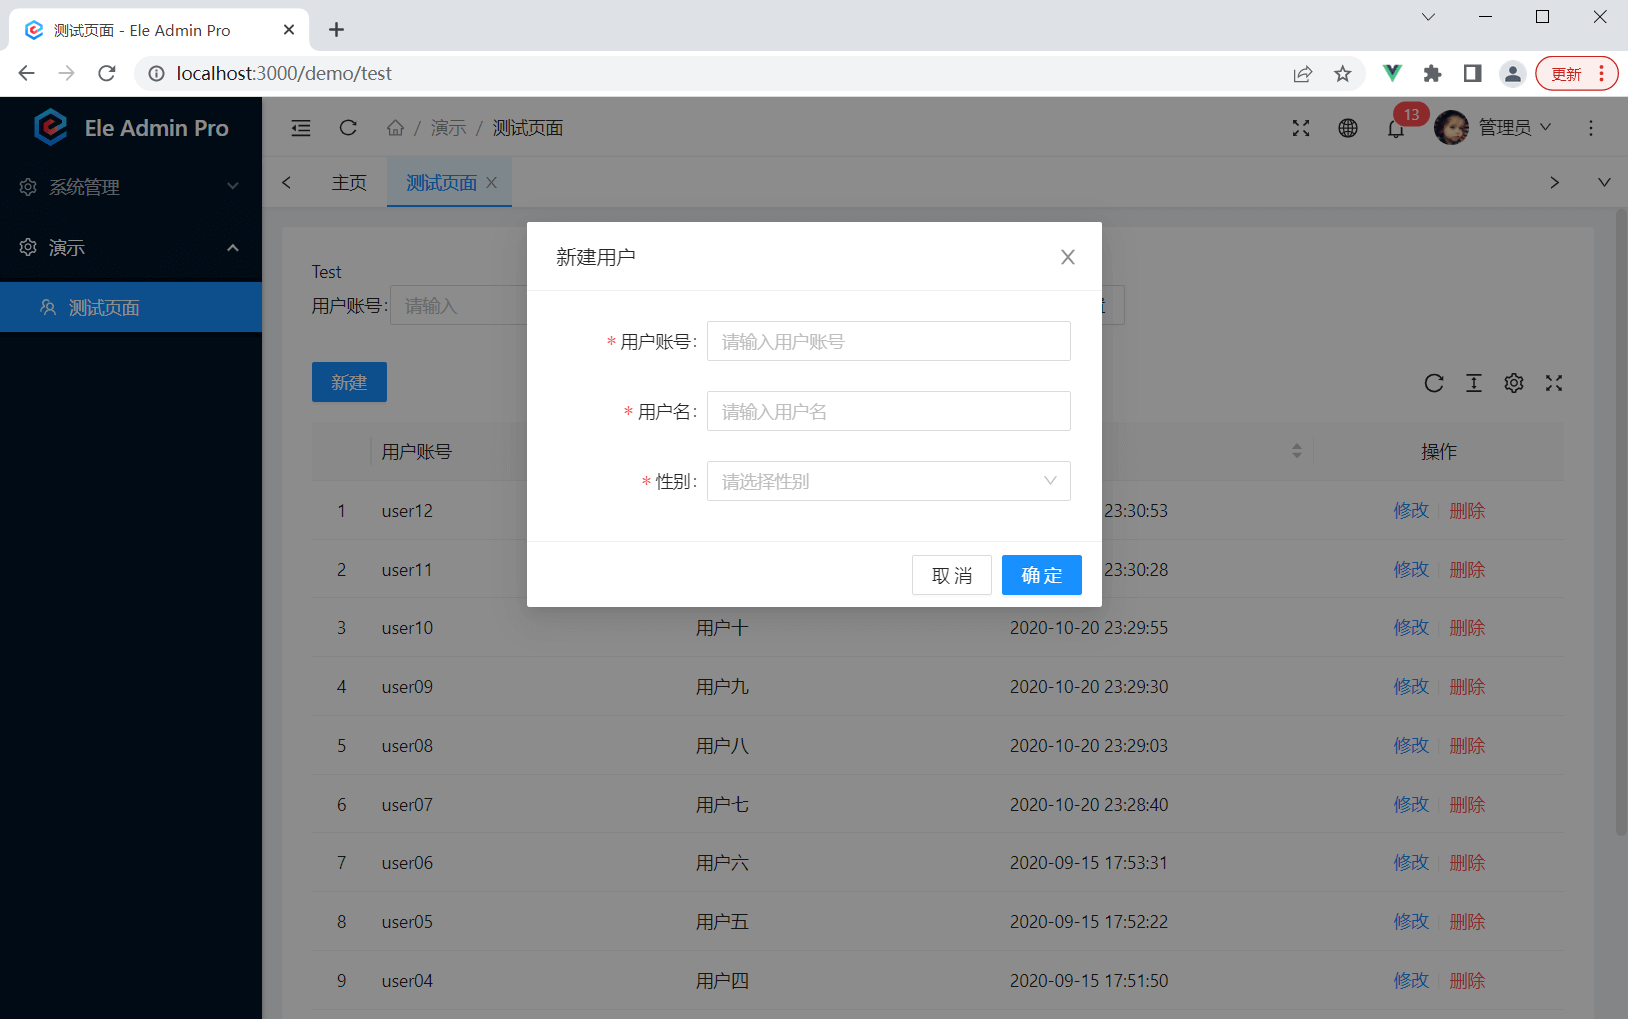 测试页面 - Ele Admin Pro
localhost:3000/demo/test
更新
Ele Admin Pro
系统管理
演示
测试页面
演示 / 测试页面
13
管理员
主页
测试页面
Test
用户账号: 请输入
新建
新建用户
* 用户账号: 请输入用户账号
* 用户名: 请输入用户名
* 性别: 请选择性别
取 消
确 定
用户账号 操作
1 user12 23:30:53 修改 删除
2 user11 23:30:28 修改 删除
3 user10 用户十 2020-10-20 23:29:55 修改 删除
4 user09 用户九 2020-10-20 23:29:30 修改 删除
5 user08 用户八 2020-10-20 23:29:03 修改 删除
6 user07 用户七 2020-10-20 23:28:40 修改 删除
7 user06 用户六 2020-09-15 17:53:31 修改 删除
8 user05 用户五 2020-09-15 17:52:22 修改 删除
9 user04 用户四 2020-09-15 17:51:50 修改 删除